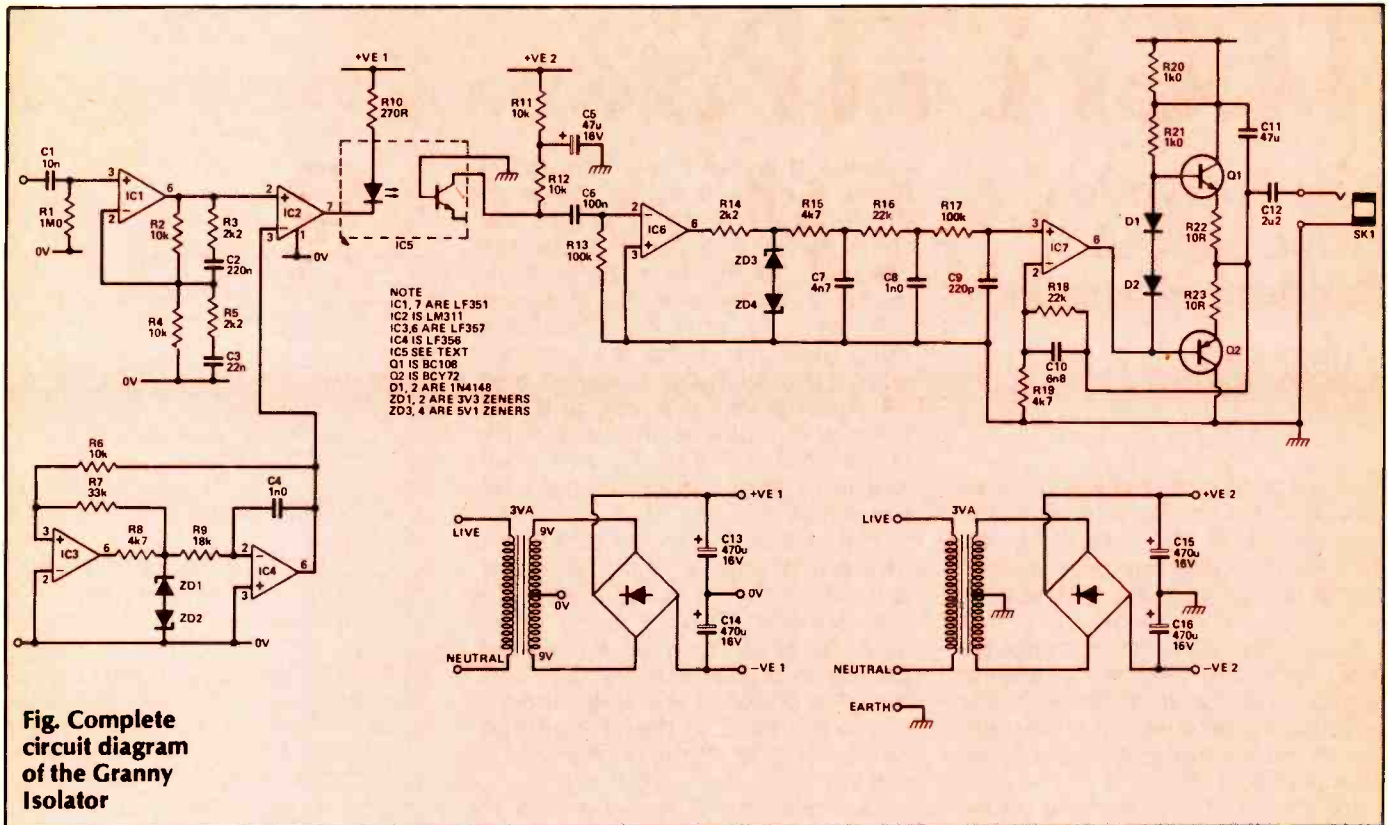 +VE 1
R10
270R
C1
10n
R1
1M0
0V
3
2
6
IC1
R2
10k
R3
2k2
C2
220n
R4
10k
R5
2k2
C3
22n
0V
2
3
7
1
IC2
0V
IC5
+VE 2
R11
10k
C5
47u
16V
R12
10k
C6
100n
R13
100k
2
3
6
IC6
R14
2k2
ZD3
ZD4
R15
4k7
C7
4n7
R16
22k
C8
1n0
R17
100k
C9
220p
3
2
6
IC7
R18
22k
C10
6n8
R19
4k7
R20
1k0
R21
1k0
D1
D2
Q1
R22
10R
R23
10R
Q2
C11
47u
C12
2u2
SK1
NOTE
IC1, 7 ARE LF351
IC2 IS LM311
IC3,6 ARE LF357
IC4 IS LF356
IC5 SEE TEXT
Q1 IS BC108
Q2 IS BCY72
D1, 2 ARE 1N4148
ZD1, 2 ARE 3V3 ZENERS
ZD3, 4 ARE 5V1 ZENERS
R6
10k
R7
33k
3
2
6
IC3
R8
4k7
ZD1
ZD2
R9
18k
C4
1n0
2
3
6
IC4
0V
LIVE
NEUTRAL
3VA
9V
0V
9V
C13
470u
16V
C14
470u
16V
+VE 1
0V
-VE 1
LIVE
NEUTRAL
EARTH
3VA
C15
470u
16V
C16
470u
16V
+VE 2
-VE 2
Fig. Complete
circuit diagram
of the Granny
Isolator